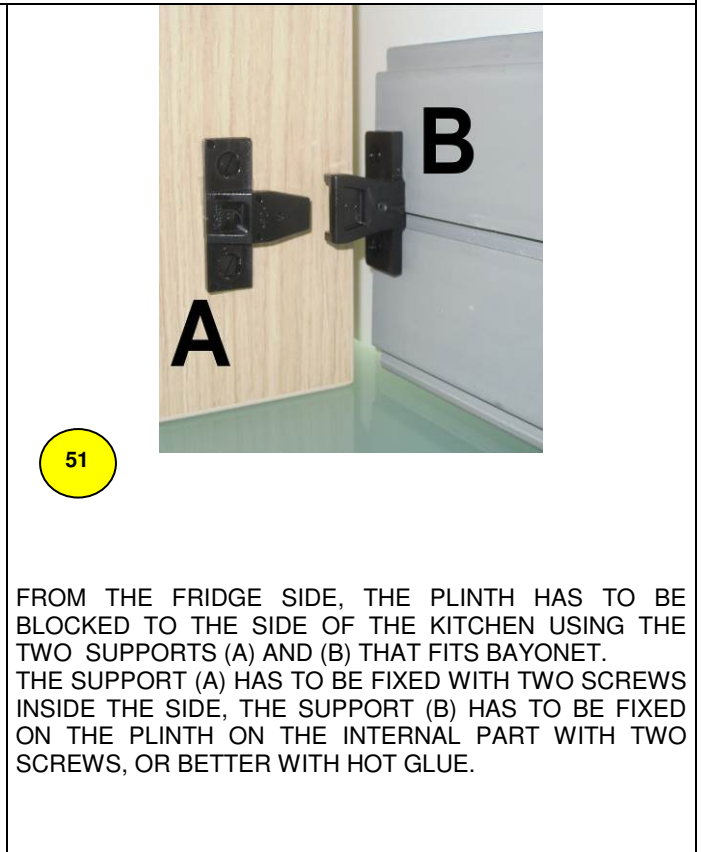 B
A
51
FROM THE FRIDGE SIDE, THE PLINTH HAS TO BE
BLOCKED TO THE SIDE OF THE KITCHEN USING THE
TWO SUPPORTS (A) AND (B) THAT FITS BAYONET.
THE SUPPORT (A) HAS TO BE FIXED WITH TWO SCREWS
INSIDE THE SIDE, THE SUPPORT (B) HAS TO BE FIXED
ON THE PLINTH ON THE INTERNAL PART WITH TWO
SCREWS, OR BETTER WITH HOT GLUE.